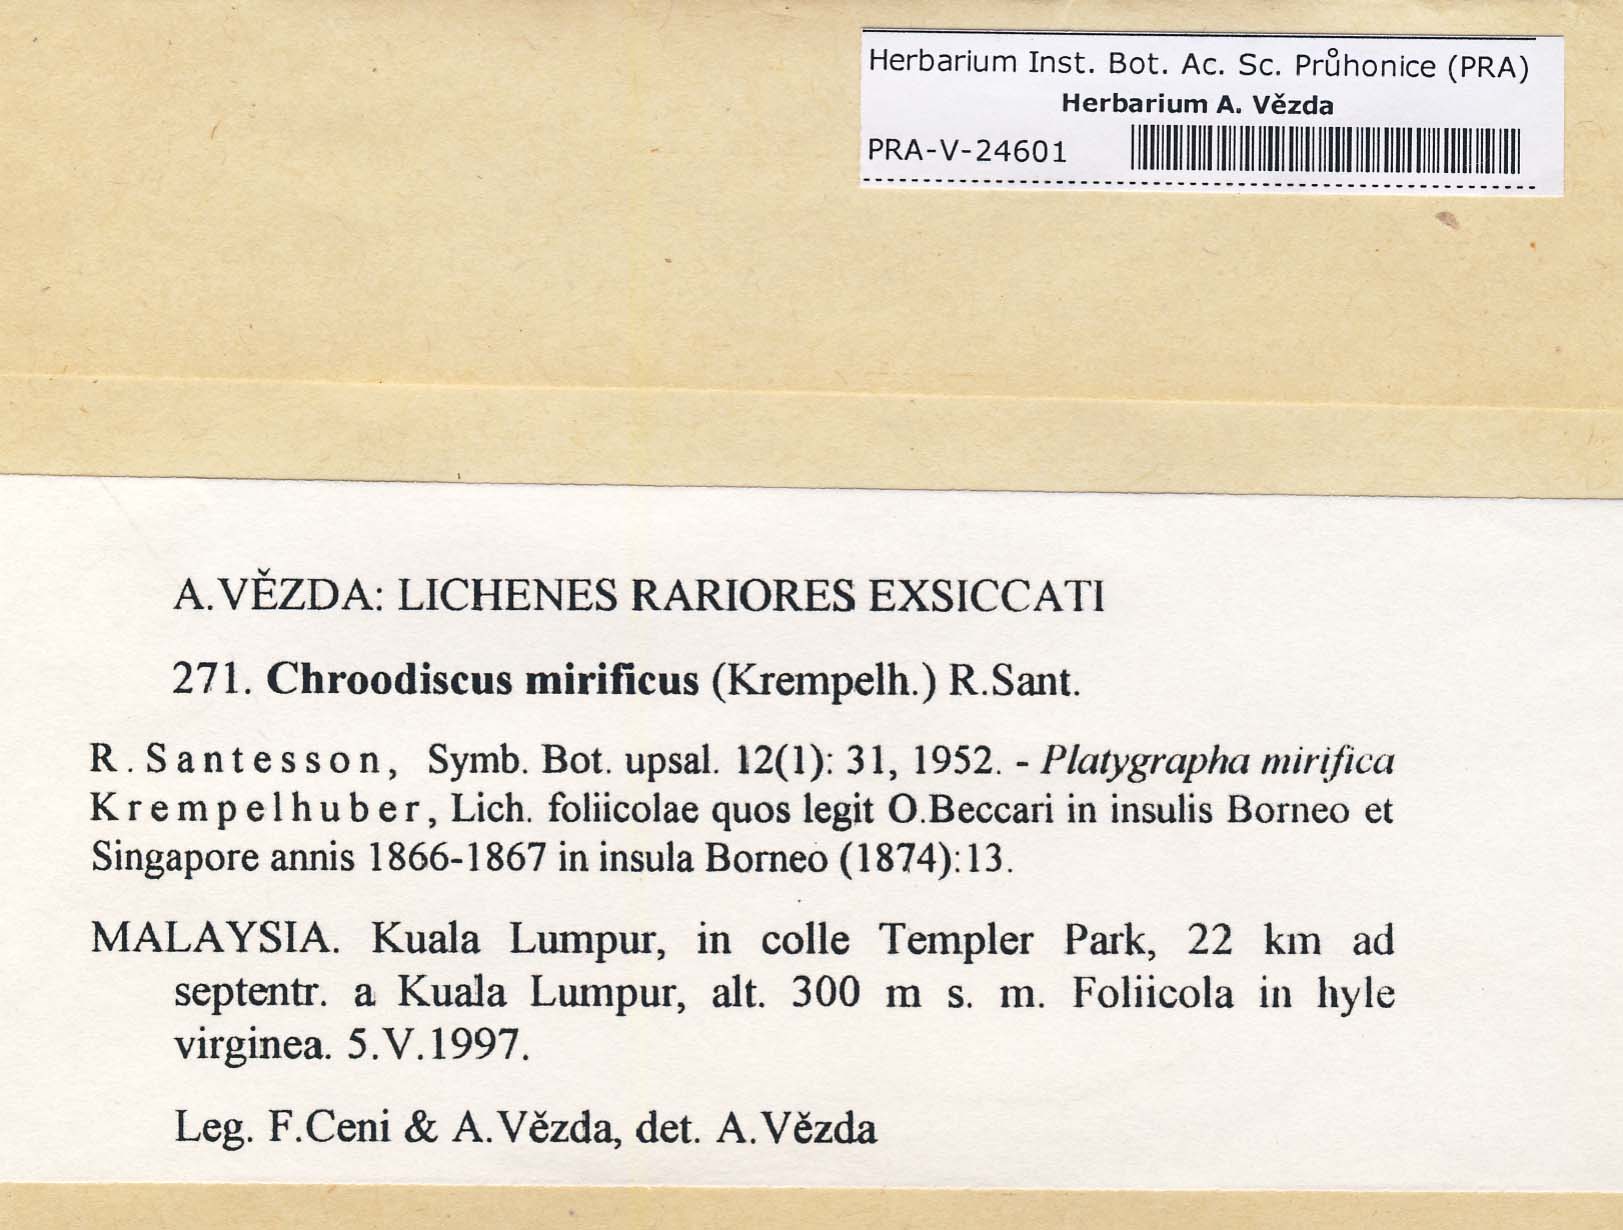 Herbarium Inst. Bot. Ac. Sc. Průhonice (PRA)
Herbarium A. Vězda
PRA-V-24601
A.VĚZDA: LICHENES RARIORES EXSICCATI
271. Chroodiscus mirificus (Krempelh.) R.Sant.
R.Santesson, Symb. Bot. upsal. 12(1): 31, 1952. - Platygrapha mirifica
Krempelhuber, Lich. foliicolae quos legit O.Beccari in insulis Borneo et
Singapore annis 1866-1867 in insula Borneo (1874):13.
MALAYSIA. Kuala Lumpur, in colle Templer Park, 22 km ad
septentr. a Kuala Lumpur, alt. 300 m s. m. Foliicola in hyle
virginea. 5.V.1997.
Leg. F.Ceni & A.Vězda, det. A.Vězda